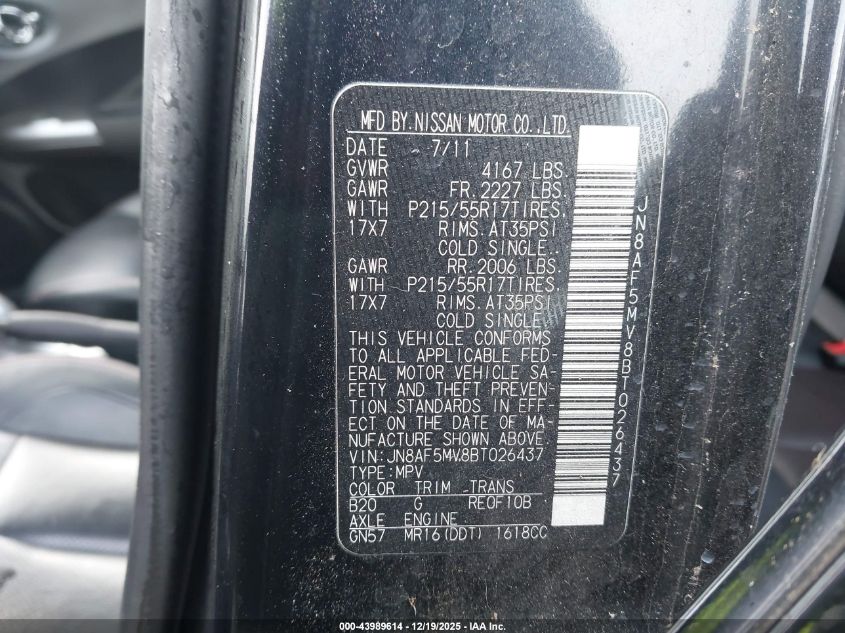 MFD BY. NISSAN MOTOR. CO., LTD.
DATE 7/11
GVWR 4167 LBS.
GAWR FR. 2227 LBS.
WITH P215/55R17TIRES.
17X7 RIMS. AT35PSI
COLD SINGLE.
GAWR RR. 2006 LBS.
WITH P215/55R17TIRES.
17X7 RIMS. AT35PSI
COLD SINGLE.
THIS VEHICLE CONFORMS
TO ALL APPLICABLE FED-
ERAL MOTOR VEHICLE SA-
FETY AND THEFT PREVEN-
TION STANDARDS IN EFF-
ECT ON THE DATE OF MA-
NUFACTURE SHOWN ABOVE.
VIN:JN8AF5MV8BT026437
TYPE:MPV
COLOR TRIM TRANS
B20 G RE0F10B
AXLE ENGINE
GN57 MR16(DDT) 1618CC
JN8AF5MV8BT026437
000-43989614 - 12/19/2025 - IAA Inc.